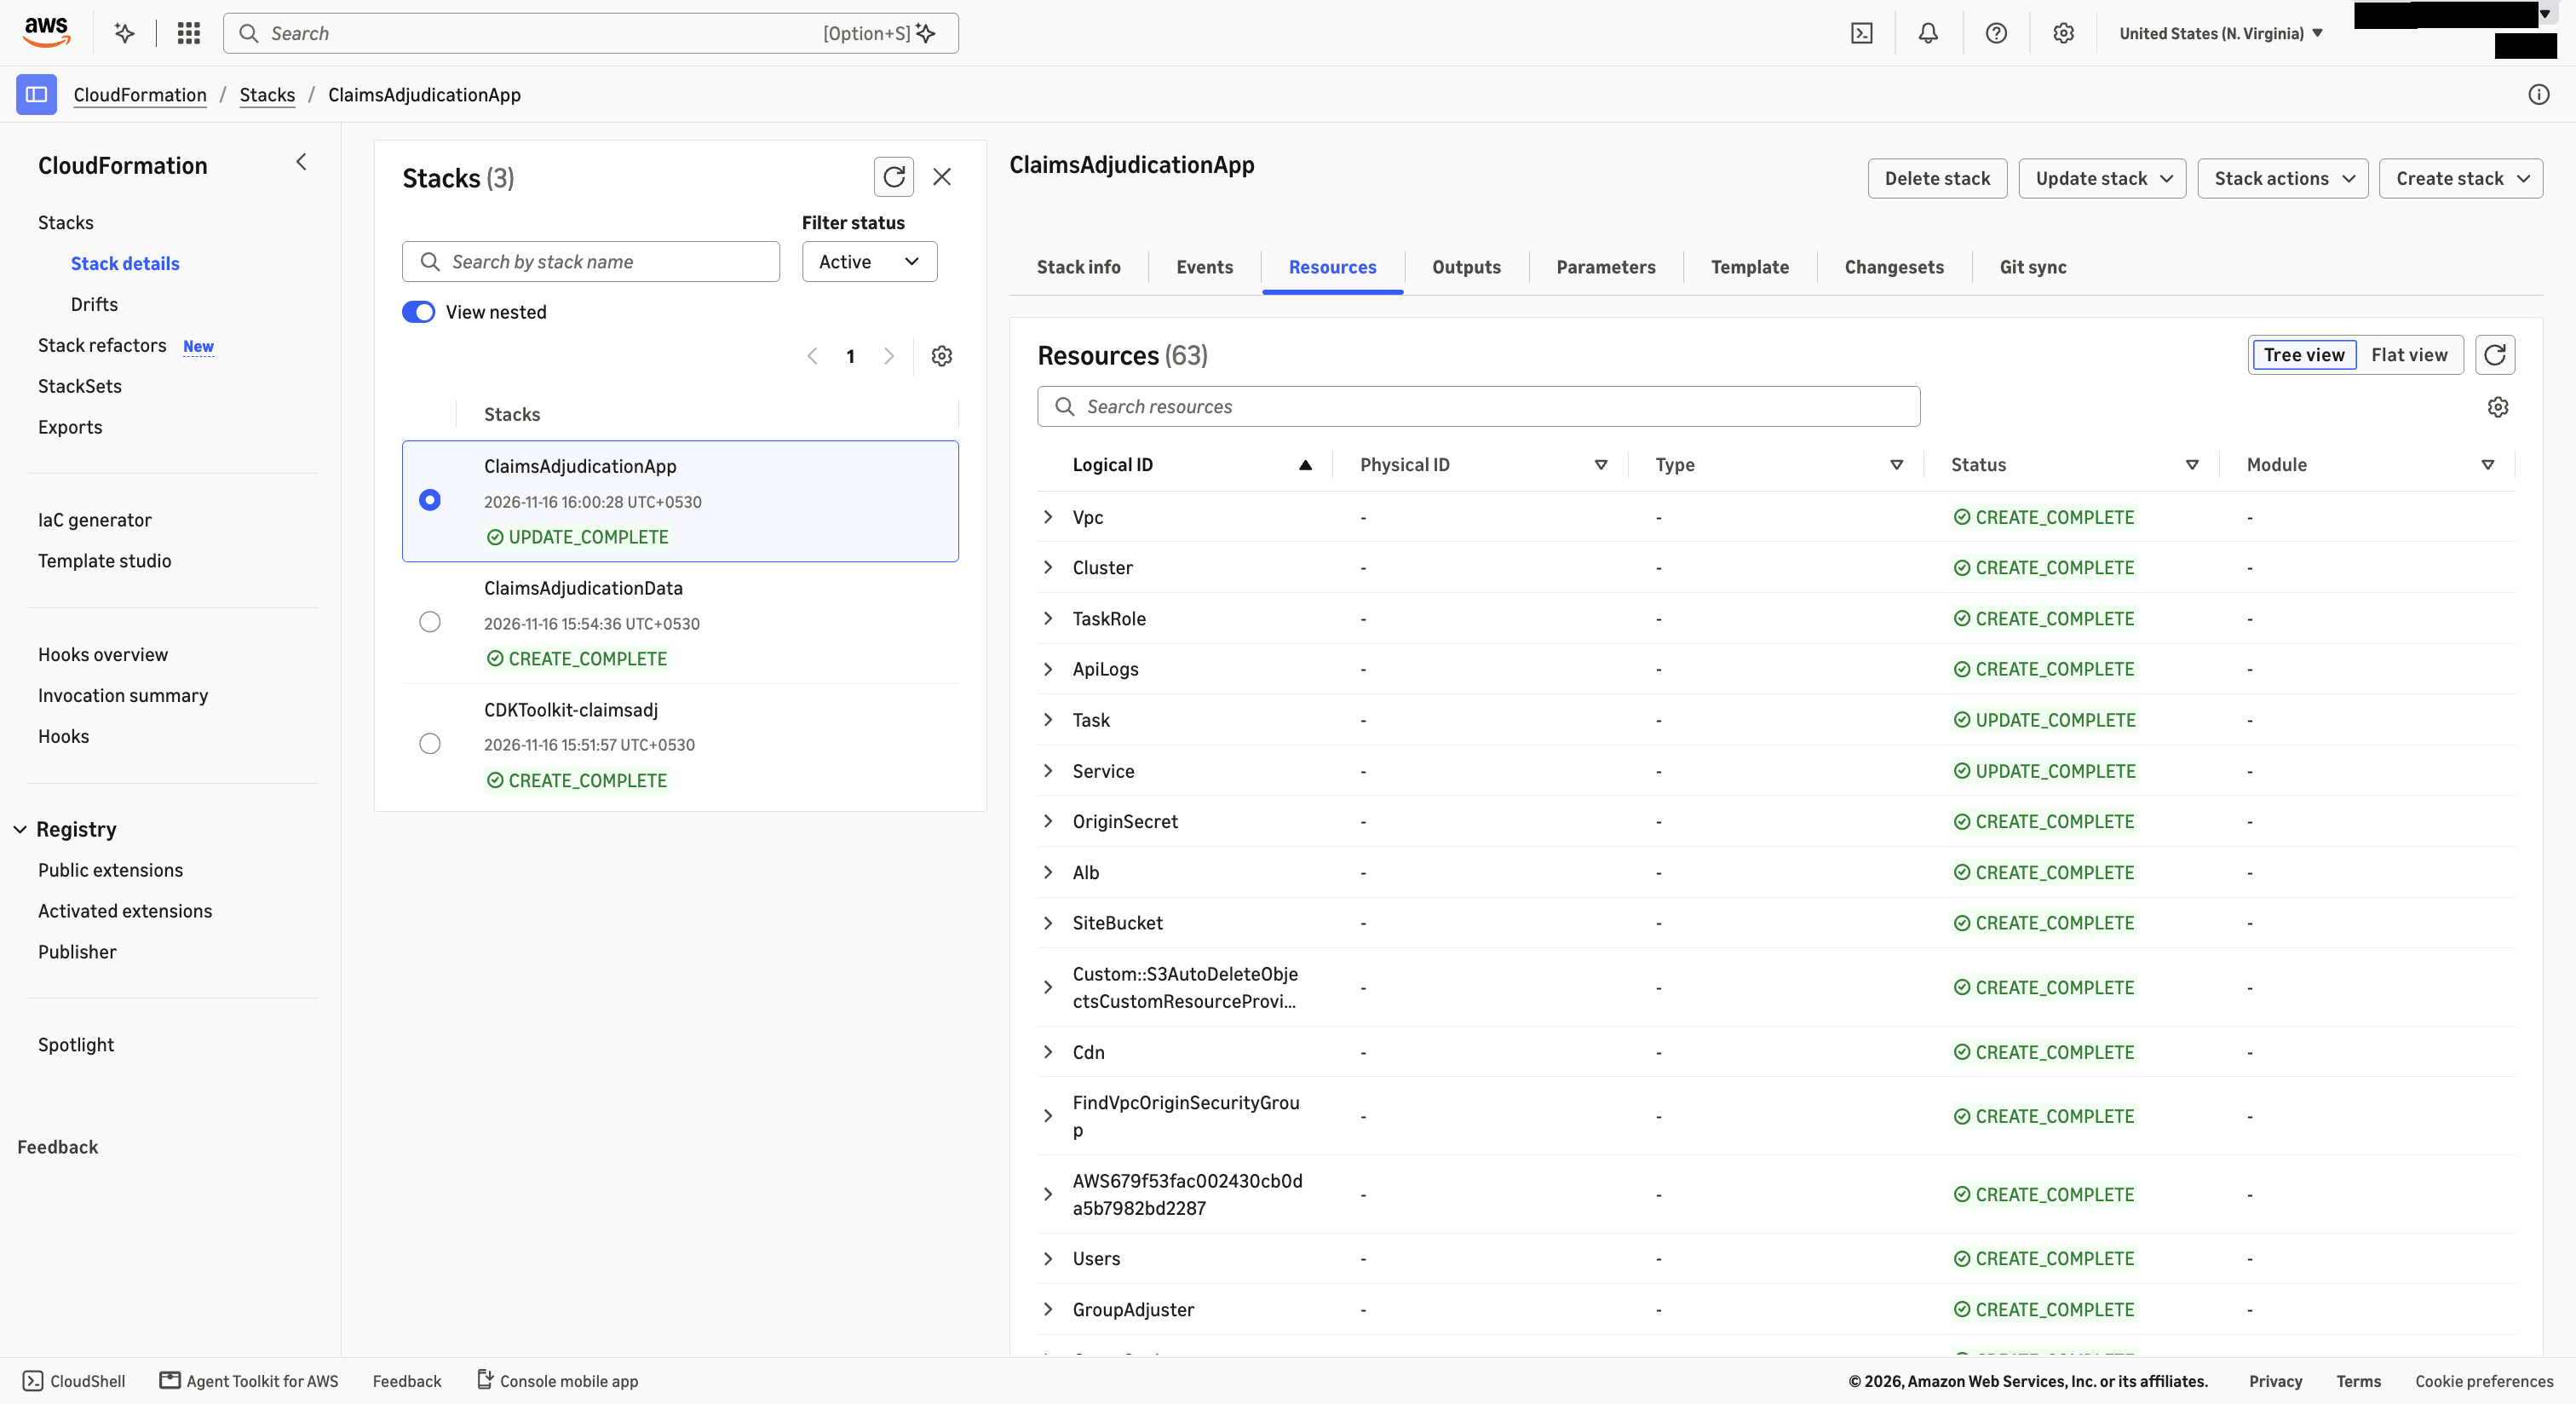 aws
Search [Option+S]
United States (N. Virginia)
CloudFormation / Stacks / ClaimsAdjudicationApp
CloudFormation
Stacks
Stack details
Drifts
Stack refactors New
StackSets
Exports
IaC generator
Template studio
Hooks overview
Invocation summary
Hooks
Registry
Public extensions
Activated extensions
Publisher
Spotlight
Feedback
Stacks (3)
Filter status
Search by stack name
Active
View nested
1
Stacks
ClaimsAdjudicationApp
2026-11-16 16:00:28 UTC+0530
UPDATE_COMPLETE
ClaimsAdjudicationData
2026-11-16 15:54:36 UTC+0530
CREATE_COMPLETE
CDKToolkit-claimsadj
2026-11-16 15:51:57 UTC+0530
CREATE_COMPLETE
ClaimsAdjudicationApp
Delete stack Update stack Stack actions Create stack
Stack info Events Resources Outputs Parameters Template Changesets Git sync
Resources (63)
Tree view Flat view
Search resources
Logical ID Physical ID Type Status Module
Vpc - - CREATE_COMPLETE -
Cluster - - CREATE_COMPLETE -
TaskRole - - CREATE_COMPLETE -
ApiLogs - - CREATE_COMPLETE -
Task - - UPDATE_COMPLETE -
Service - - UPDATE_COMPLETE -
OriginSecret - - CREATE_COMPLETE -
Alb - - CREATE_COMPLETE -
SiteBucket - - CREATE_COMPLETE -
Custom::S3AutoDeleteObje
ctsCustomResourceProvi... - - CREATE_COMPLETE -
Cdn - - CREATE_COMPLETE -
FindVpcOriginSecurityGrou
p - - CREATE_COMPLETE -
AWS679f53fac002430cb0d
a5b7982bd2287 - - CREATE_COMPLETE -
Users - - CREATE_COMPLETE -
GroupAdjuster - - CREATE_COMPLETE -
CloudShell Agent Toolkit for AWS Feedback Console mobile app
© 2026, Amazon Web Services, Inc. or its affiliates. Privacy Terms Cookie preferences